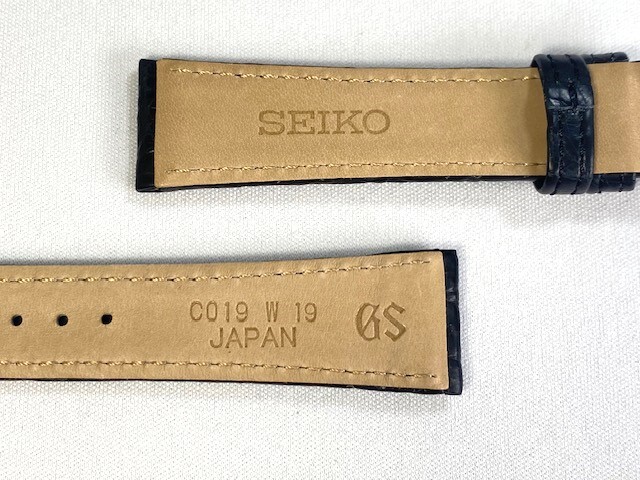 SEIKO
C019 W 19
JAPAN
GS